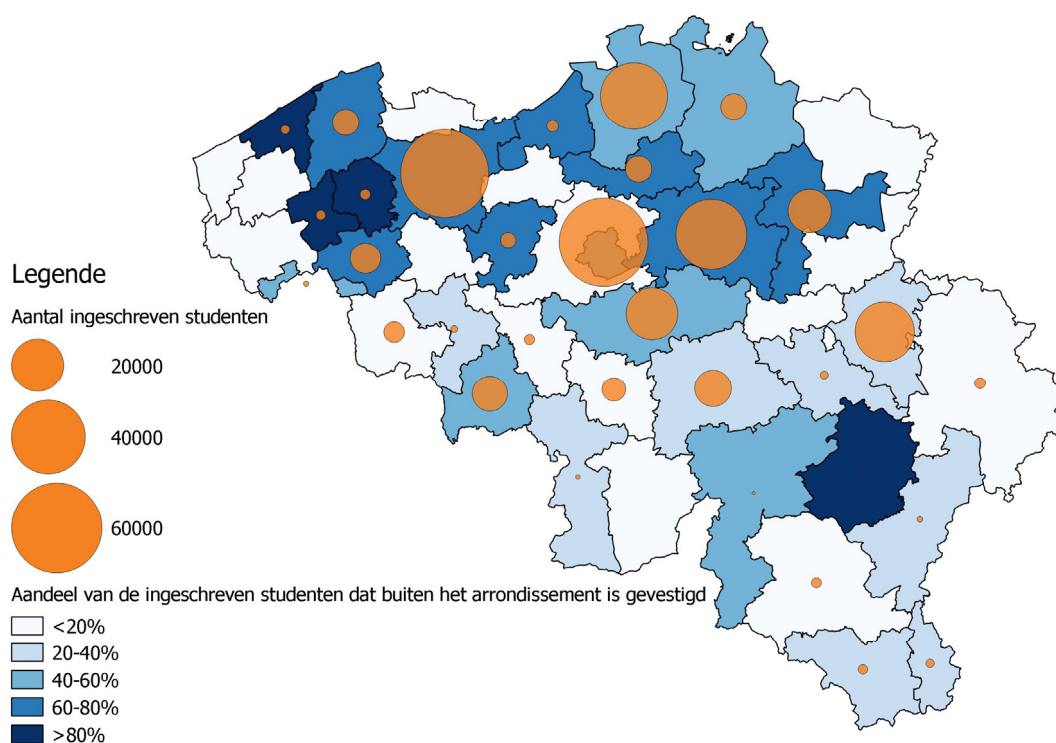 Legende
Aantal ingeschreven studenten
20000
40000
60000
Aandeel van de ingeschreven studenten dat buiten het arrondissement is gevestigd
<20%
20-40%
40-60%
60-80%
>80%